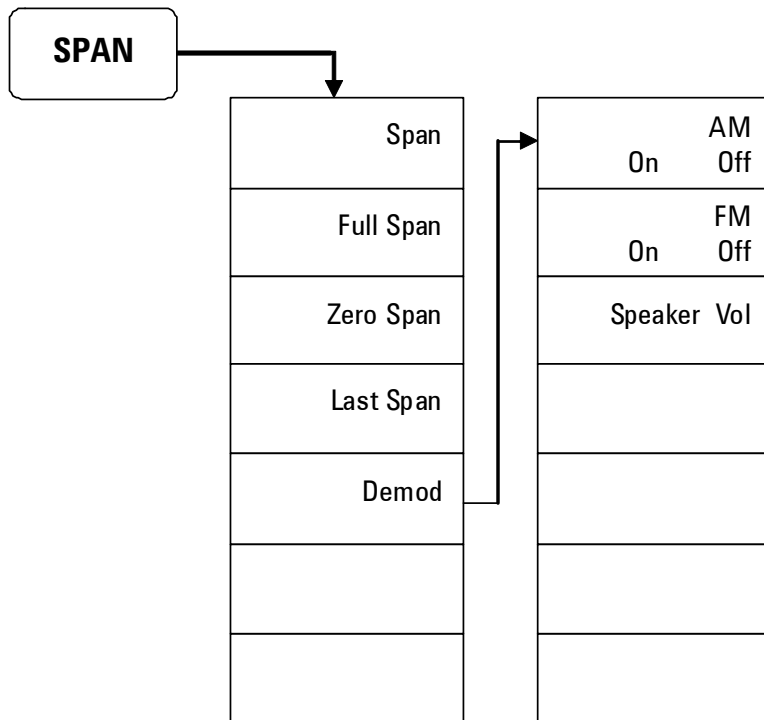 SPAN
Span
Full Span
Zero Span
Last Span
Demod
AM
On Off
FM
On Off
Speaker Vol